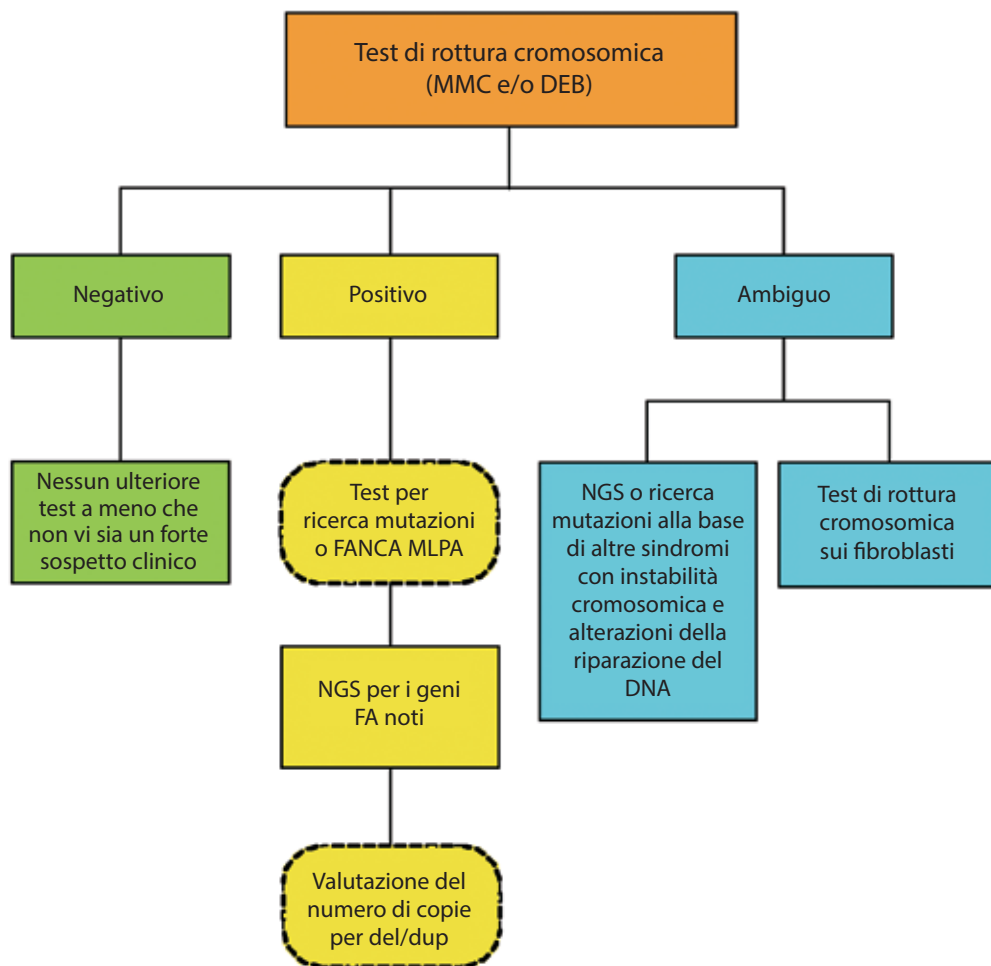 Test di rottura cromosomica
(MMC e/o DEB)
Negativo
Positivo
Ambiguo
Nessun ulteriore
test a meno che
non vi sia un forte
sospetto clinico
Test per
ricerca mutazioni
o FANCA MLPA
NGS o ricerca
mutazioni alla base
di altre sindromi
con instabilità
cromosomica e
alterazioni della
riparazione del
DNA
Test di rottura
cromosomica
sui fibroblasti
NGS per i geni
FA noti
Valutazione del
numero di copie
per del/dup